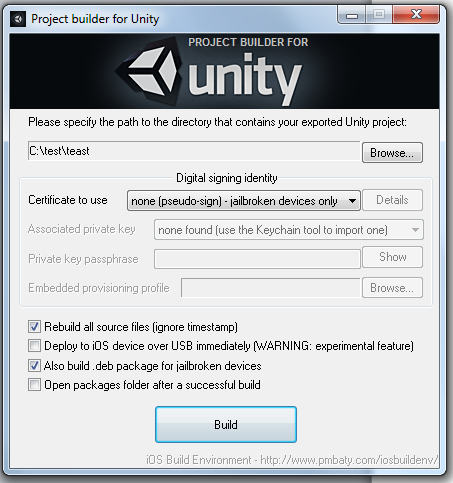 Project builder for Unity
PROJECT BUILDER FOR
unity
Please specify the path to the directory that contains your exported Unity project:
C:\test\teast
Browse...
Digital signing identity
Certificate to use
none (pseudo-sign) - jailbroken devices only
Details
Associated private key
none found (use the Keychain tool to import one)
Private key passphrase
Show
Embedded provisioning profile
Browse...
Rebuild all source files (ignore timestamp)
Deploy to iOS device over USB immediately (WARNING: experimental feature)
Also build .deb package for jailbroken devices
Open packages folder after a successful build
Build
iOS Build Environment - http://www.pmbaty.com/iosbuildenv/